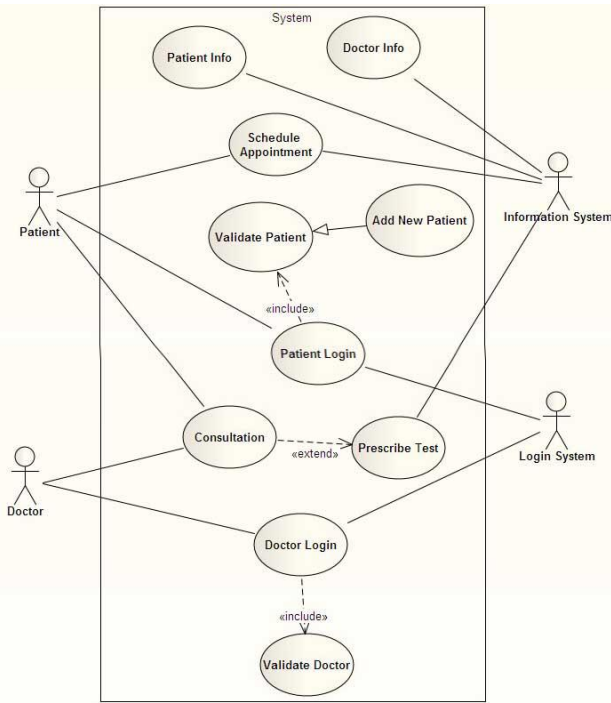 System
Patient Info
Doctor Info
Schedule
Appointment
Patient
Information System
Validate Patient
Add New Patient
«include»
Patient Login
Consultation
«extend»
Prescribe Test
Login System
Doctor
Doctor Login
«include»
Validate Doctor